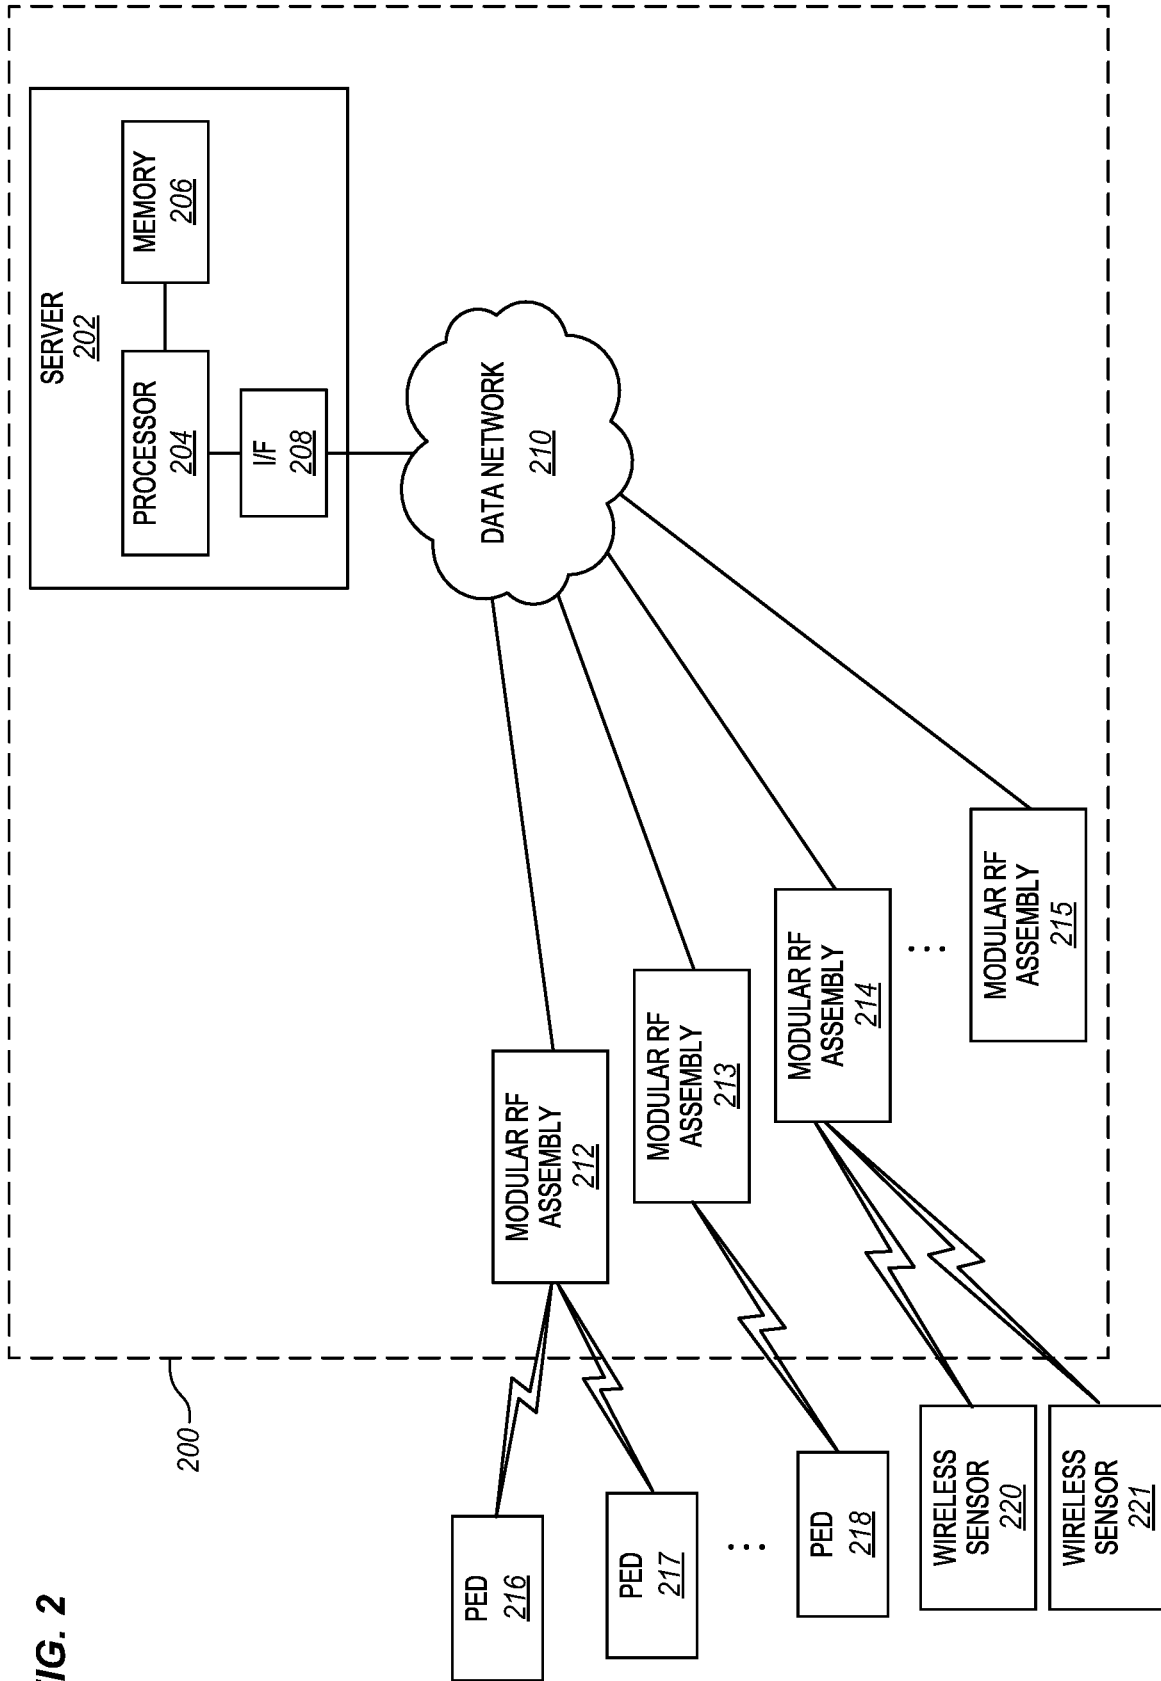 SERVER
202
PROCESSOR
204
MEMORY
206
I/F
208
DATA NETWORK
210
MODULAR RF
ASSEMBLY
212
MODULAR RF
ASSEMBLY
213
MODULAR RF
ASSEMBLY
214
...
MODULAR RF
ASSEMBLY
215
200
PED
216
PED
217
...
PED
218
WIRELESS
SENSOR
220
WIRELESS
SENSOR
221
IG. 2